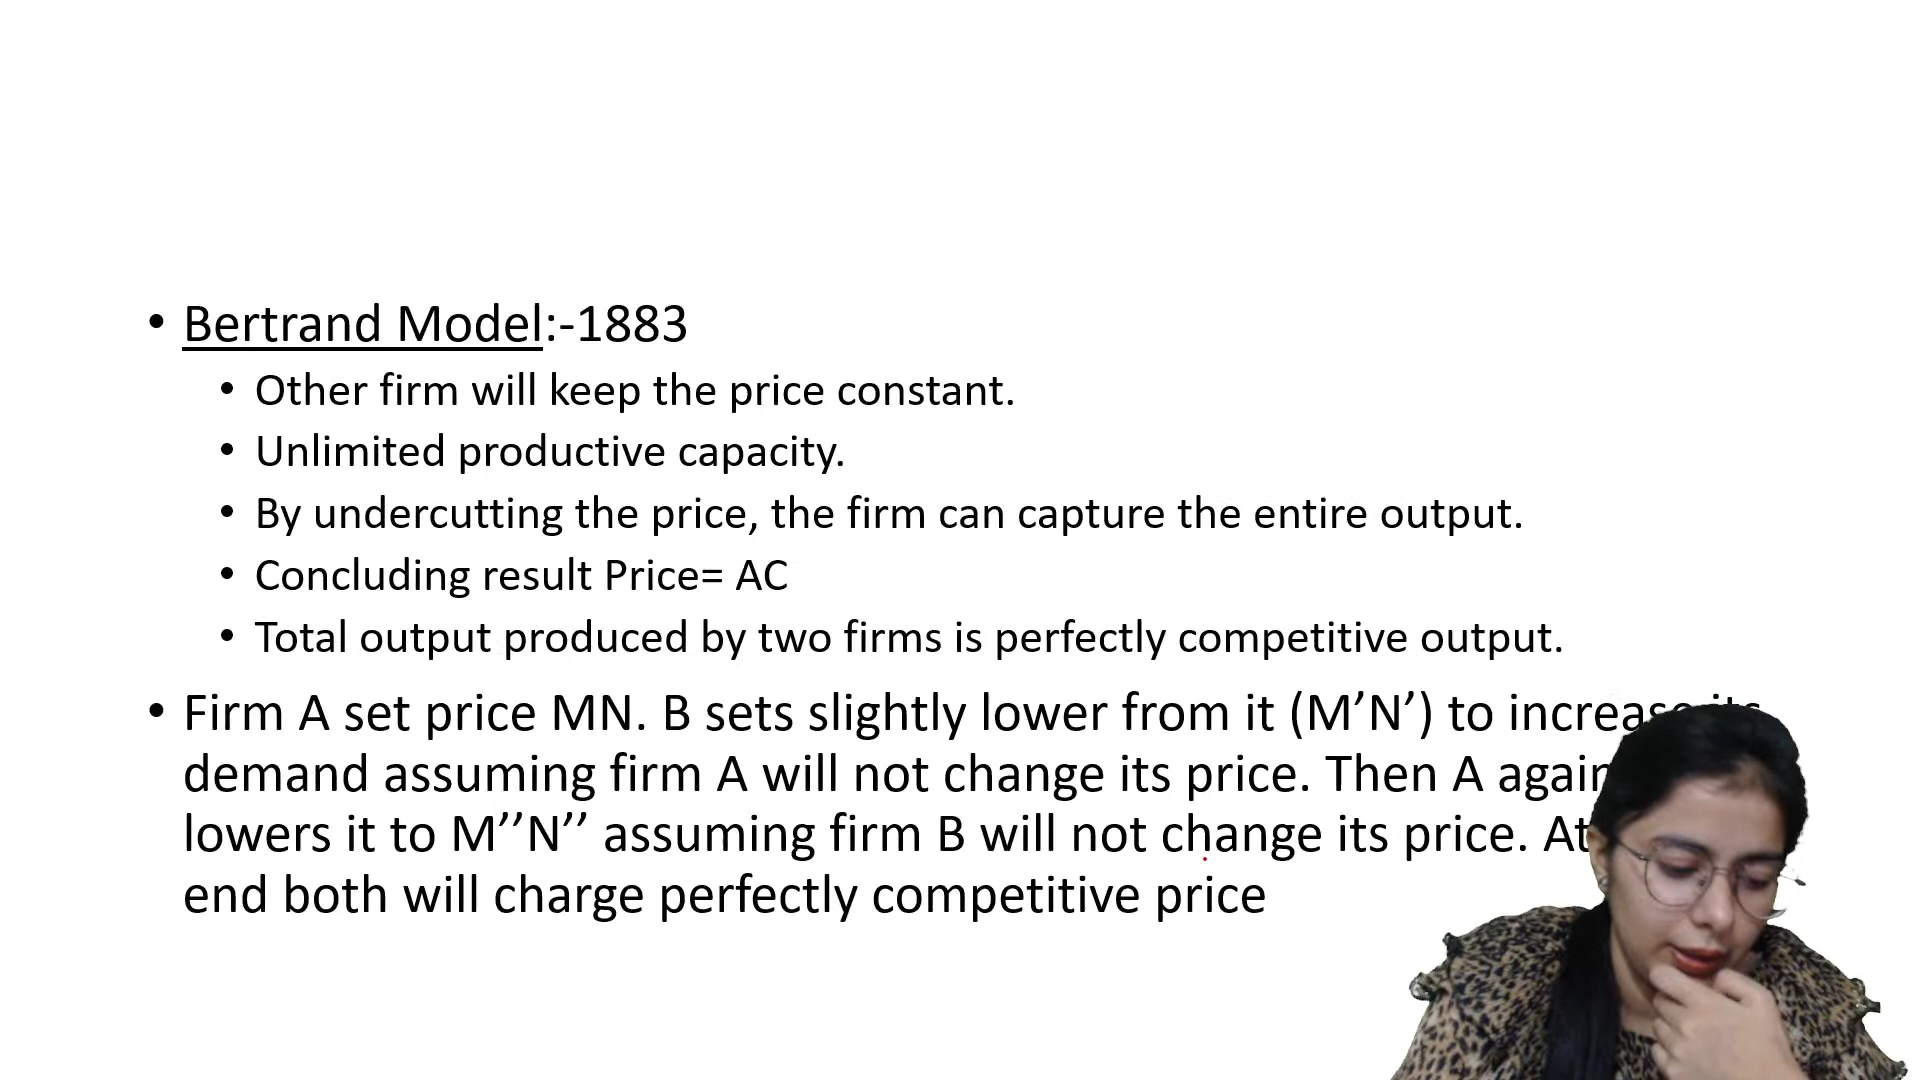 • Bertrand Model:-1883
• Other firm will keep the price constant.
• Unlimited productive capacity.
• By undercutting the price, the firm can capture the entire output.
• Concluding result Price= AC
• Total output produced by two firms is perfectly competitive output.
• Firm A set price MN. B sets slightly lower from it (M’N’) to increase its
demand assuming firm A will not change its price. Then A again
lowers it to M’’N’’ assuming firm B will not change its price. At
end both will charge perfectly competitive price